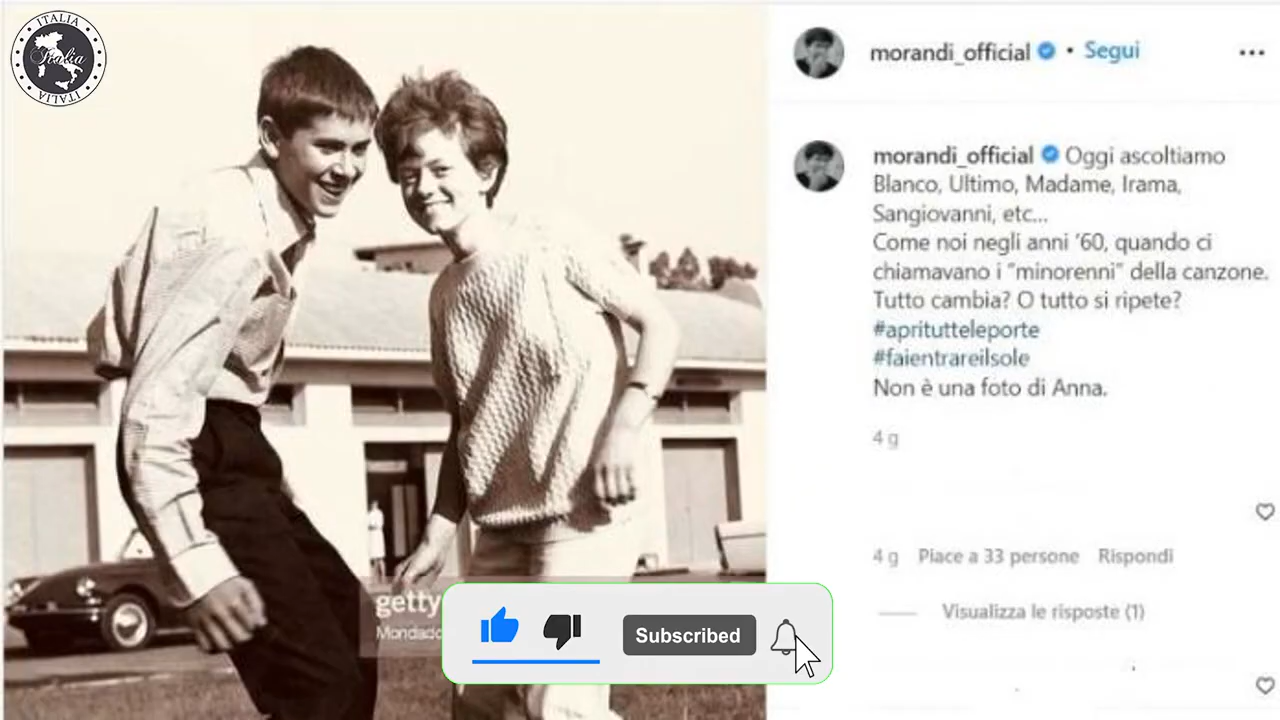 ITALIA
Italia
ITALIA
morandi_official • Segui
morandi_official Oggi ascoltiamo
Blanco, Ultimo, Madame, Irama,
Sangiovanni, etc...
Come noi negli anni '60, quando ci
chiamavano i "minorenni" della canzone.
Tutto cambia? O tutto si ripete?
#apritutteleporte
#faientrareilsole
Non è una foto di Anna.
4 g
4 g Piace a 33 persone Rispondi
Visualizza le risposte (1)
getty
Mondado
Subscribed